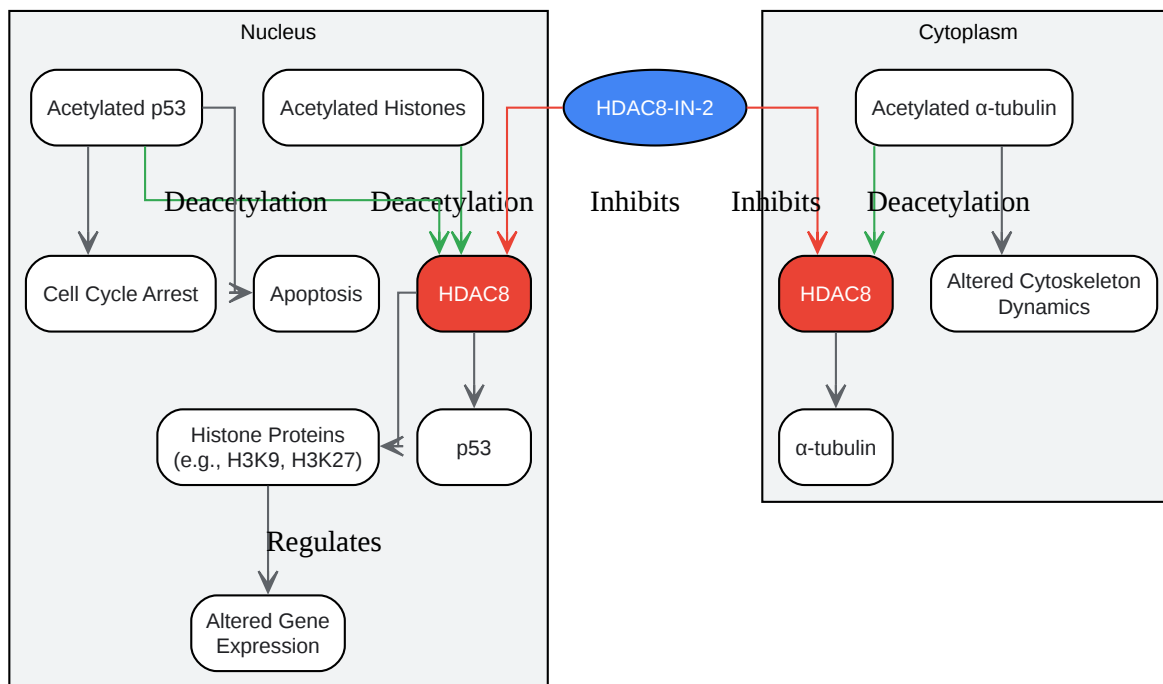 Nucleus
Cytoplasm
Acetylated p53
Acetylated Histones
HDAC8-IN-2
Acetylated α-tubulin
Deacetylation
Deacetylation
Inhibits
Inhibits
Deacetylation
Cell Cycle Arrest
Apoptosis
HDAC8
HDAC8
Altered Cytoskeleton
Dynamics
Histone Proteins
(e.g., H3K9, H3K27)
p53
α-tubulin
Regulates
Altered Gene
Expression